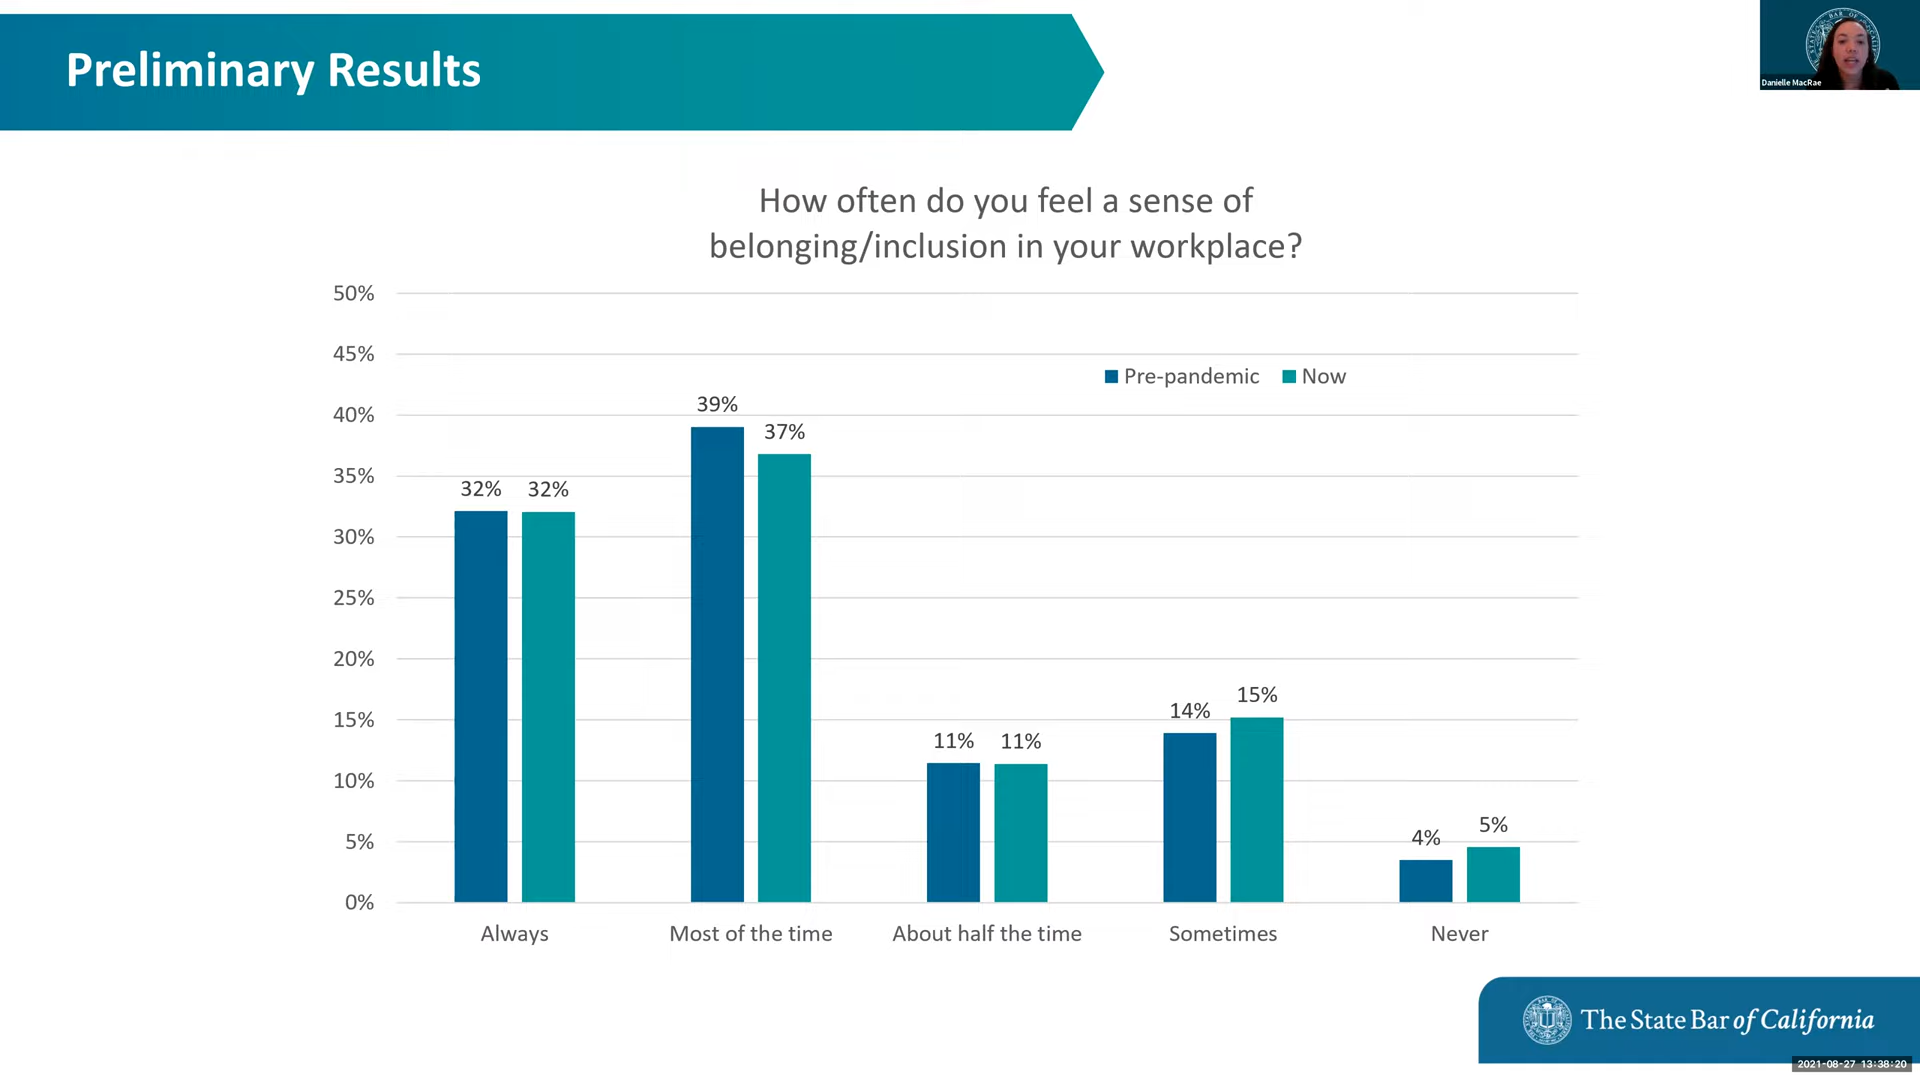 Preliminary Results
Danielle MacRae
How often do you feel a sense of
belonging/inclusion in your workplace?
50%
45%
40%
35%
30%
25%
20%
15%
10%
5%
0%
Pre-pandemic
Now
32%
32%
39%
37%
11%
11%
14%
15%
4%
5%
Always
Most of the time
About half the time
Sometimes
Never
The State Bar of California
2021-08-27 13:38:20